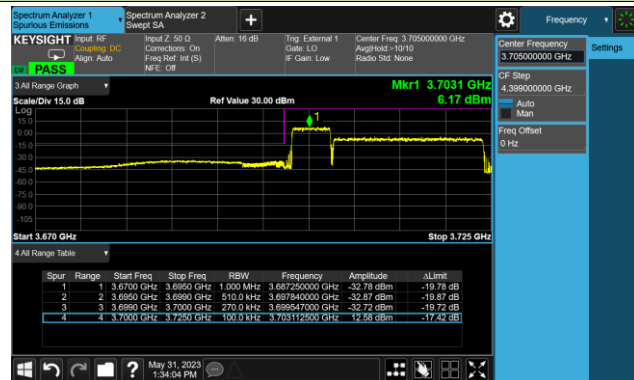 Spectrum Analyzer 1
Spurious Emissions
Spectrum Analyzer 2
Swept SA
+
Frequency
KEYSIGHT
Input: RF
Coupling: DC
Align: Auto
Input Z: 50 Ω
Corrections: On
Freq Ref: Int (S)
NFE: Off
Atten: 16 dB
Trig: External 1
Gate: LO
IF Gain: Low
Center Freq: 3.705000000 GHz
Avg|Hold:>10/10
Radio Std: None
PASS
Center Frequency
3.705000000 GHz
Settings
CF Step
4.399000000 GHz
Auto
Man
Freq Offset
0 Hz
3 All Range Graph
Mkr1 3.7031 GHz
6.17 dBm
Scale/Div 15.0 dB
Ref Value 30.00 dBm
Log
15.0
0.00
-15.0
-30.0
-45.0
-60.0
-75.0
-90.0
-105
1
Start 3.670 GHz
Stop 3.725 GHz
4 All Range Table
Spur Range Start Freq Stop Freq RBW Frequency Amplitude ΔLimit
1 1 3.6700 GHz 3.6950 GHz 1.000 MHz 3.687250000 GHz -32.78 dBm -19.78 dB
2 2 3.6950 GHz 3.6990 GHz 510.0 kHz 3.697840000 GHz -32.87 dBm -19.87 dB
3 3 3.6990 GHz 3.7000 GHz 270.0 kHz 3.699547000 GHz -32.72 dBm -19.72 dB
4 4 3.7000 GHz 3.7250 GHz 100.0 kHz 3.703112500 GHz 12.58 dBm -17.42 dB
?
May 31, 2023
1:34:04 PM